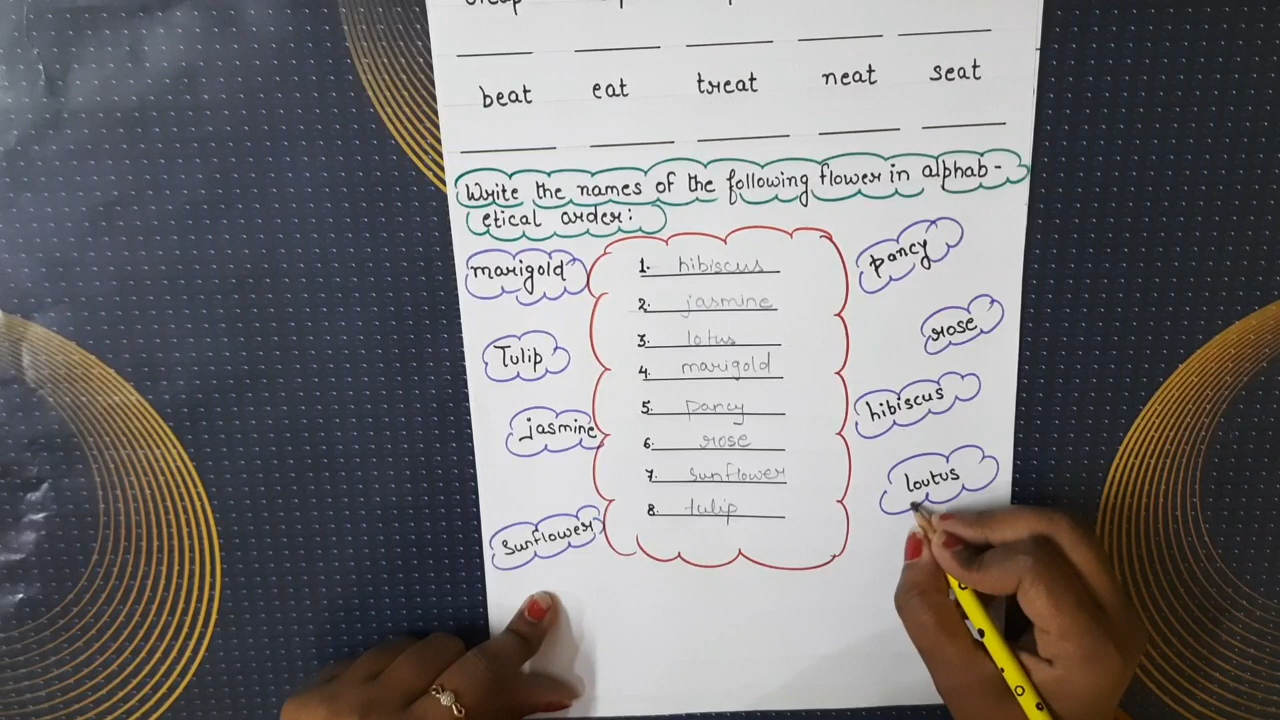 beat eat treat neat seat
Write the names of the following flower in alphab-
etical order:
marigold
Tulip
jasmine
sunflower
1. hibiscus
2. jasmine
3. lotus
4. marigold
5. pancy
6. rose
7. sunflower
8. tulip
pancy
rose
hibiscus
loutus